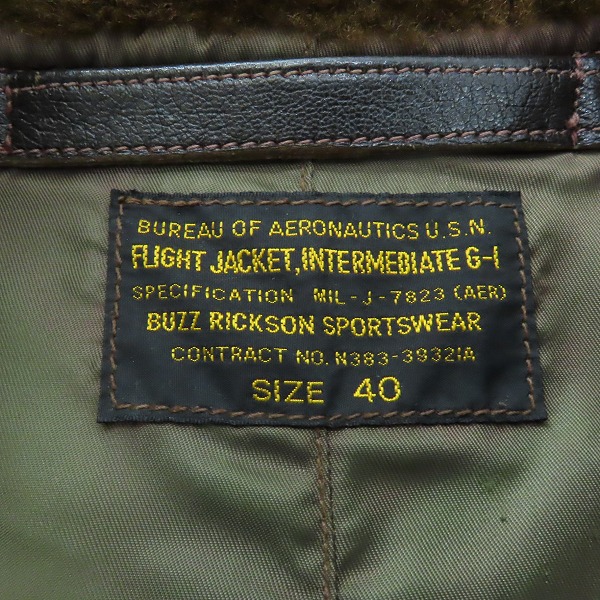 BUREAU OF AERONAUTICS U.S.N.
FLIGHT JACKET, INTERMEDIATE G-1
SPECIFICATION MIL-J-7823 (AER)
BUZZ RICKSON SPORTSWEAR
CONTRACT NO. N383-39321A
SIZE 40